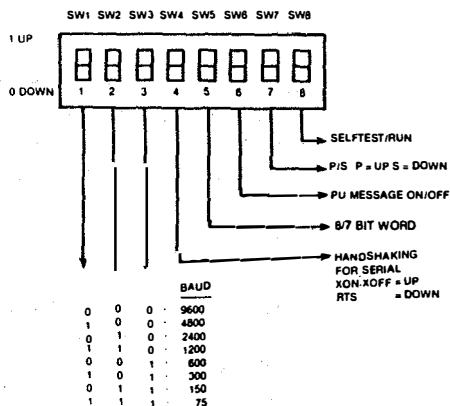 SW1 SW2 SW3 SW4 SW5 SW6 SW7 SW8
1 UP
0 DOWN
1 2 3 4 5 6 7 8
SELFTEST/RUN
P/S P = UP S = DOWN
PU MESSAGE ON/OFF
8/7 BIT WORD
HANDSHAKING
FOR SERIAL
XON:XOFF = UP
RTS = DOWN
BAUD
0 0 0 9600
1 0 0 4800
0 1 0 2400
1 1 0 1200
0 0 1 600
1 0 1 300
0 1 1 150
1 1 1 75